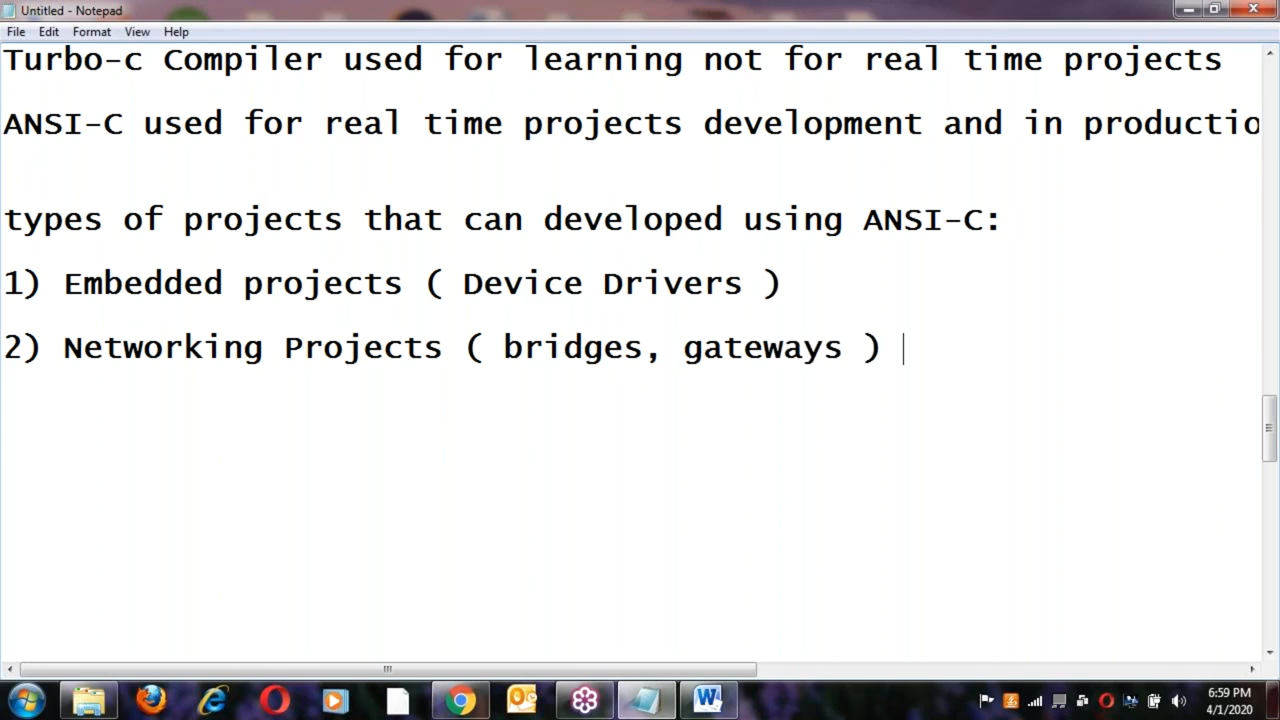 Untitled - Notepad
File Edit Format View Help
Turbo-c Compiler used for learning not for real time projects
ANSI-C used for real time projects development and in productio
types of projects that can developed using ANSI-C:
1) Embedded projects ( Device Drivers )
2) Networking Projects ( bridges, gateways )
6:59 PM
4/1/2020